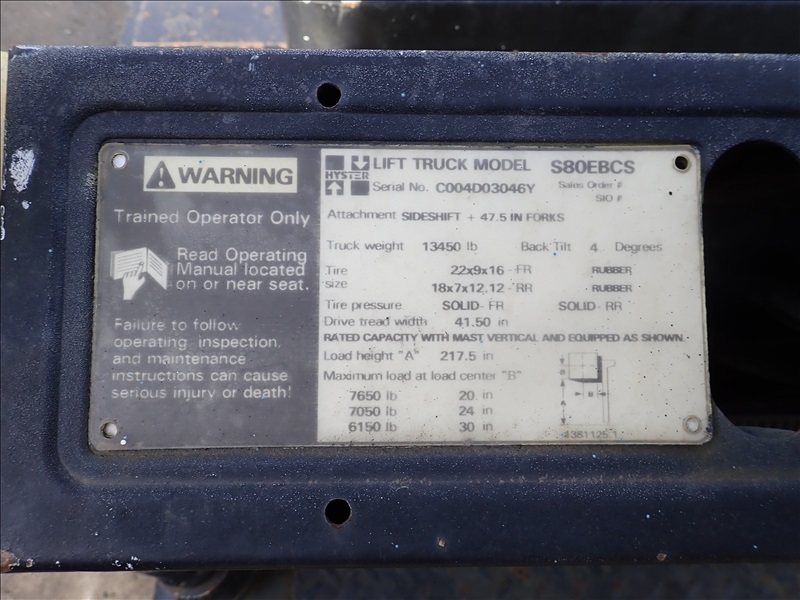 WARNING
Trained Operator Only
Read Operating
Manual located
on or near seat.
Failure to follow
operating, inspection,
and maintenance
instructions can cause
serious injury or death!
HYSTER
LIFT TRUCK MODEL S80EBCS
Serial No. C004D03046Y
Sales Order #
SIO #
Attachment SIDESHIFT + 47.5 IN FORKS
Truck weight 13450 lb Back Tilt 4 Degrees
Tire 22x9x16 -FR RUBBER
size 18x7x12.12 -RR RUBBER
Tire pressure SOLID- FR SOLID- RR
Drive tread width 41.50 in
RATED CAPACITY WITH MAST VERTICAL AND EQUIPPED AS SHOWN.
Load height "A" 217.5 in
Maximum load at load center "B"
7650 lb 20 in
7050 lb 24 in
6150 lb 30 in
B
A